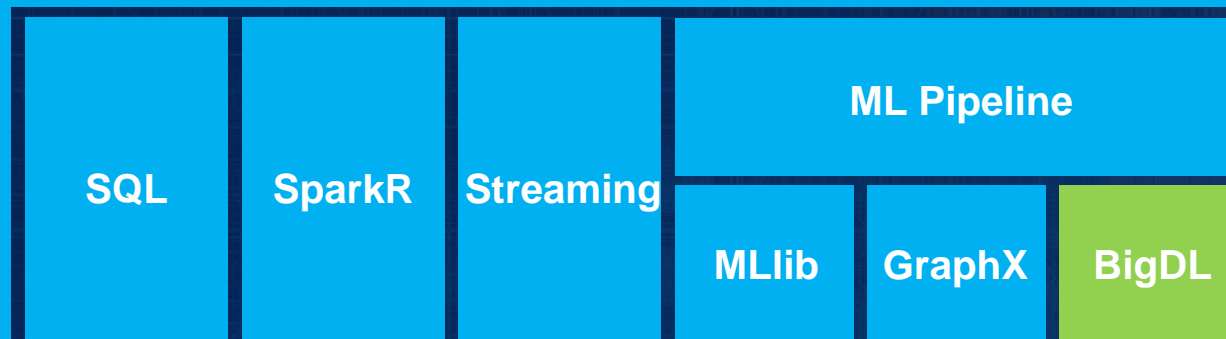 SQL
SparkR
Streaming
ML Pipeline
MLlib
GraphX
BigDL